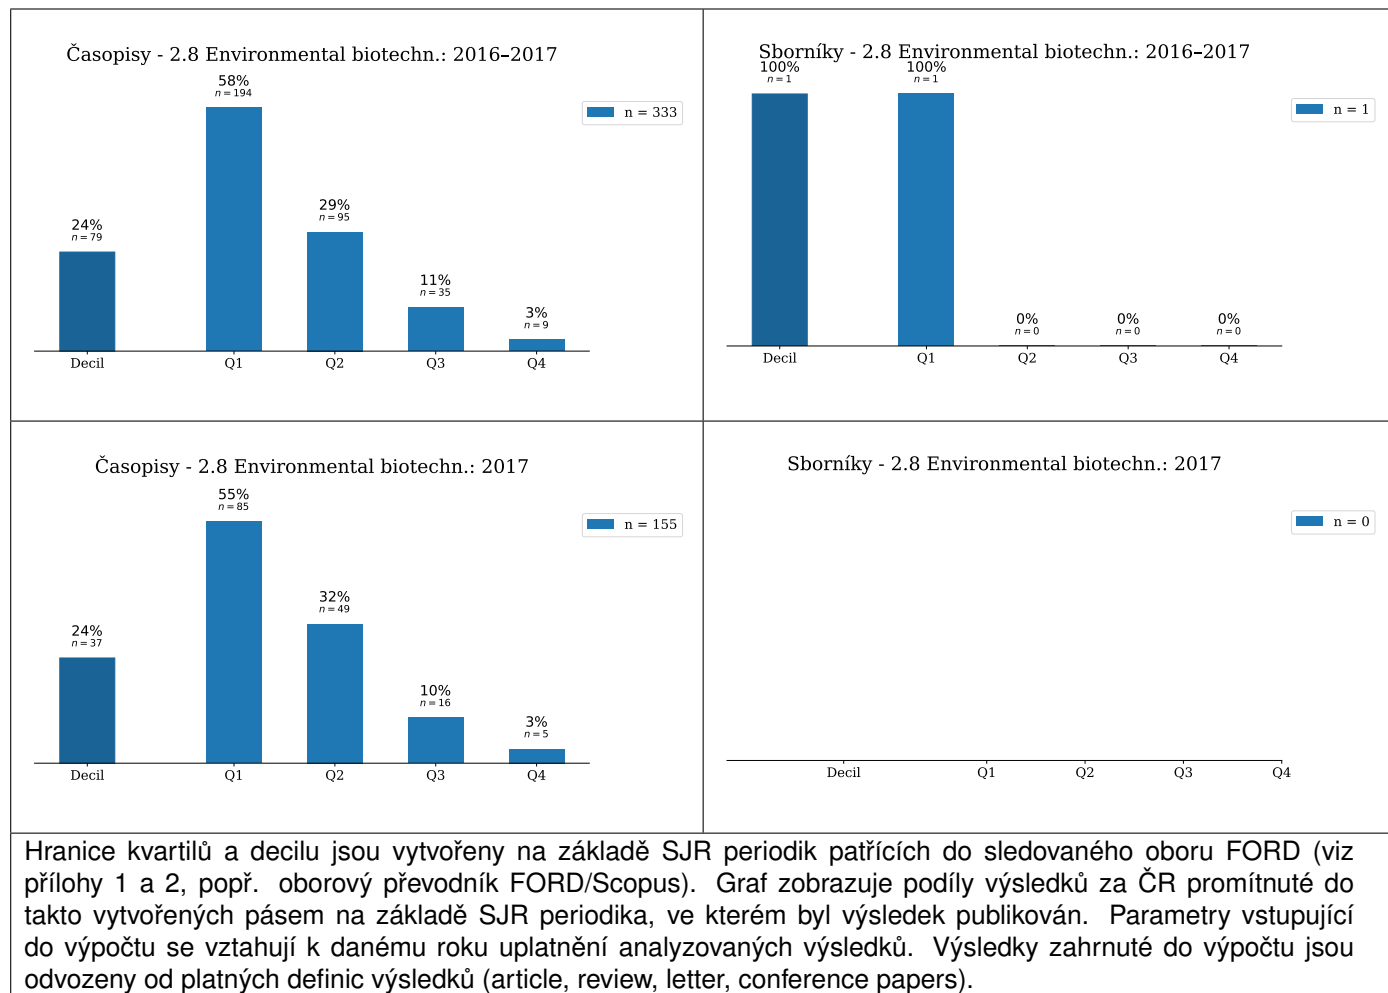 Časopisy - 2.8 Environmental biotechn.: 2016–2017
58%
n = 194
n = 333
29%
n = 95
24%
n = 79
11%
n = 35
3%
n = 9
Decil Q1 Q2 Q3 Q4
Sborníky - 2.8 Environmental biotechn.: 2016–2017
100% 100%
n = 1 n = 1
n = 1
0% 0% 0%
n = 0 n = 0 n = 0
Decil Q1 Q2 Q3 Q4
Časopisy - 2.8 Environmental biotechn.: 2017
55%
n = 85
n = 155
32%
n = 49
24%
n = 37
10%
n = 16
3%
n = 5
Decil Q1 Q2 Q3 Q4
Sborníky - 2.8 Environmental biotechn.: 2017
n = 0
Decil Q1 Q2 Q3 Q4
Hranice kvartilů a decilu jsou vytvořeny na základě SJR periodik patřících do sledovaného oboru FORD (viz
přílohy 1 a 2, popř. oborový převodník FORD/Scopus). Graf zobrazuje podíly výsledků za ČR promítnuté do
takto vytvořených pásem na základě SJR periodika, ve kterém byl výsledek publikován. Parametry vstupující
do výpočtu se vztahují k danému roku uplatnění analyzovaných výsledků. Výsledky zahrnuté do výpočtu jsou
odvozeny od platných definic výsledků (article, review, letter, conference papers).